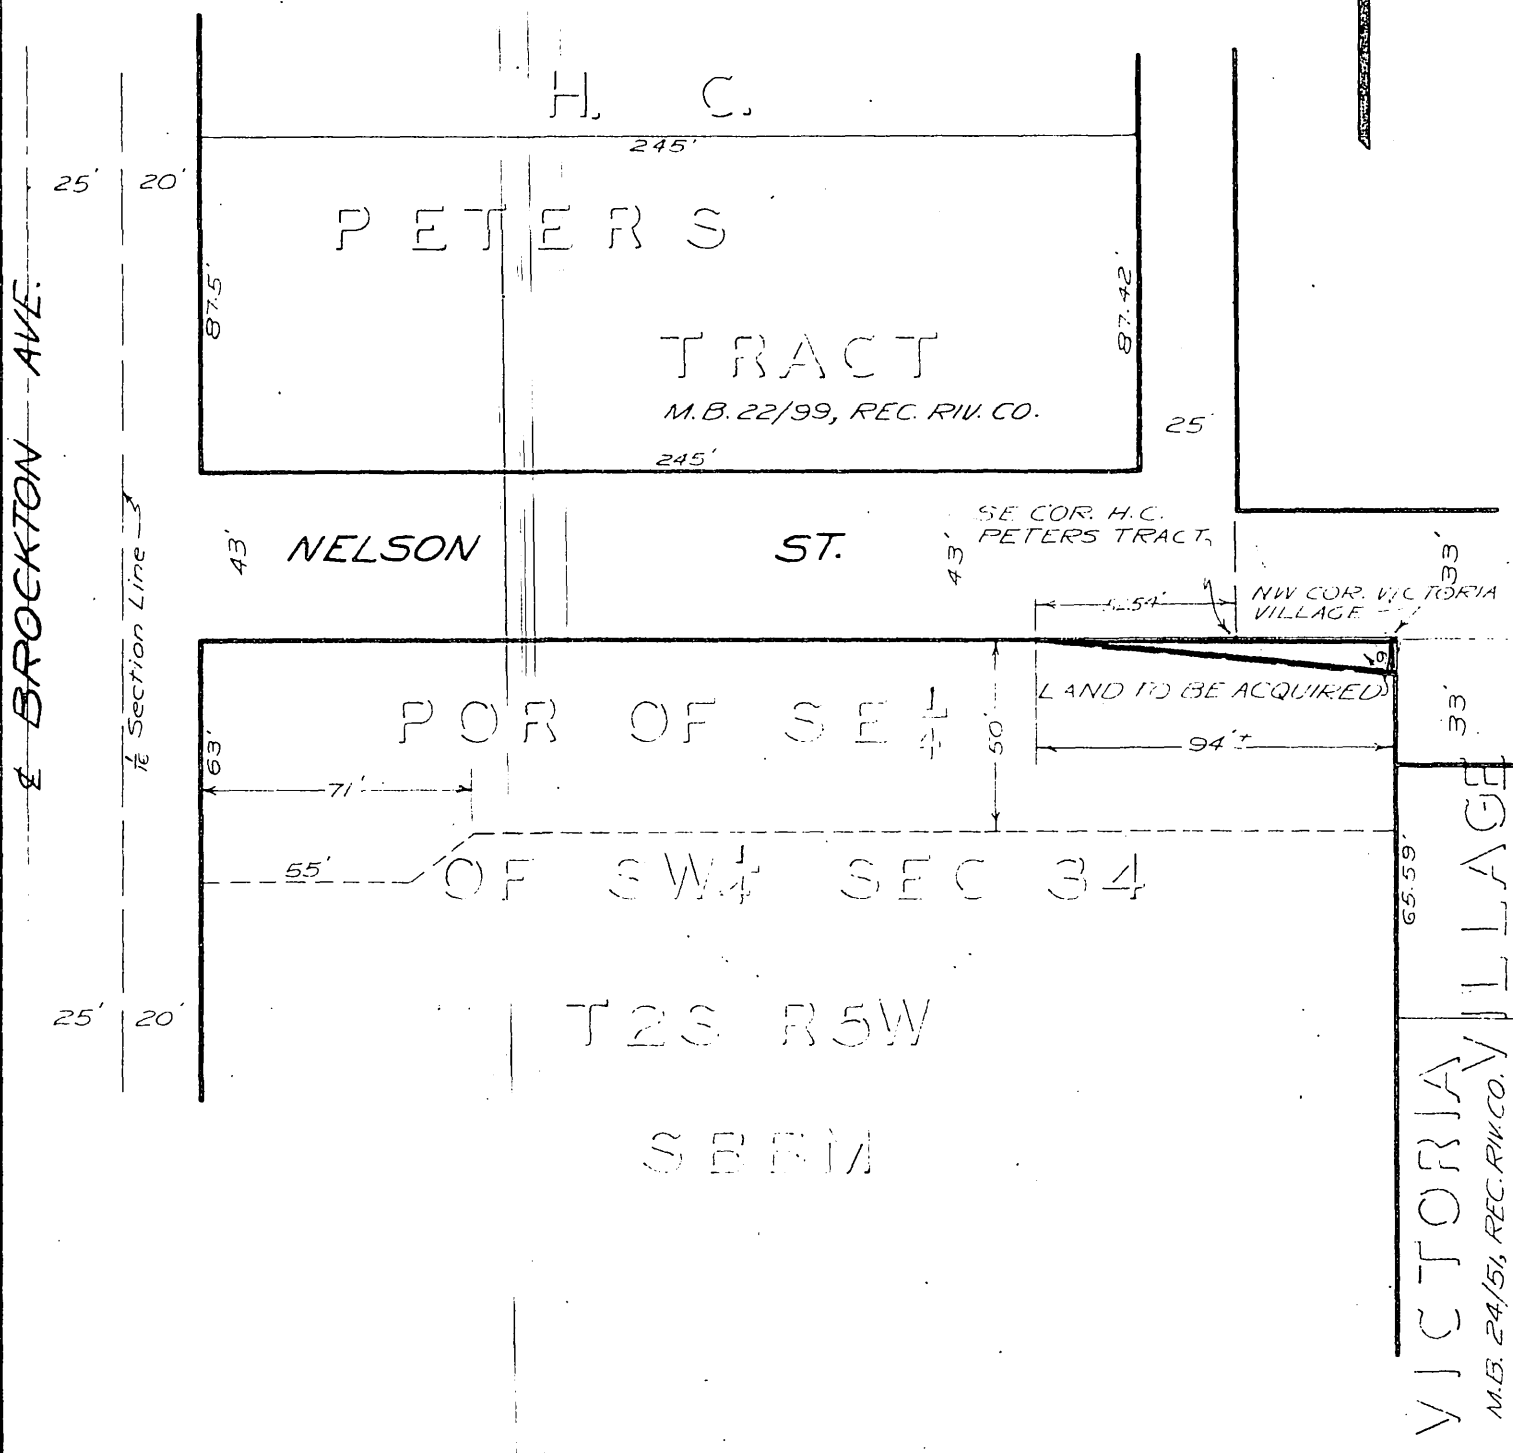 H. C.
245'
25' 20'
PETERS
87.5'
87.42'
TRACT
M.B. 22/99, REC. RIV. CO.
25'
245'
℄ BROCKTON AVE.
1/16 Section Line
43'
NELSON ST.
43'
SE COR. H.C.
PETERS TRACT
33'
54'
NW COR. VICTORIA
VILLAGE
9'
LAND TO BE ACQUIRED
33'
POR OF SE 1/4
63'
50'
94'±
71'
55'
OF SW 1/4 SEC 34
65.59'
25' 20'
T2S R5W
SBBM
VICTORIA VILLAGE
M.B. 24/51, REC. RIV. CO.